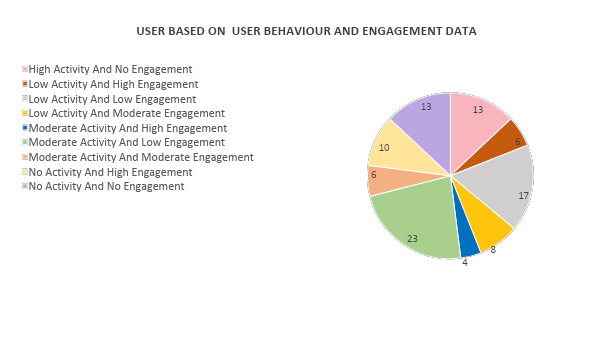 USER BASED ON  USER BEHAVIOUR AND ENGAGEMENT DATA
High Activity And No Engagement
Low Activity And High Engagement
Low Activity And Low Engagement
Low Activity And Moderate Engagement
Moderate Activity And High Engagement
Moderate Activity And Low Engagement
Moderate Activity And Moderate Engagement
No Activity And High Engagement
No Activity And No Engagement
13
13
6
10
6
17
23
8
4